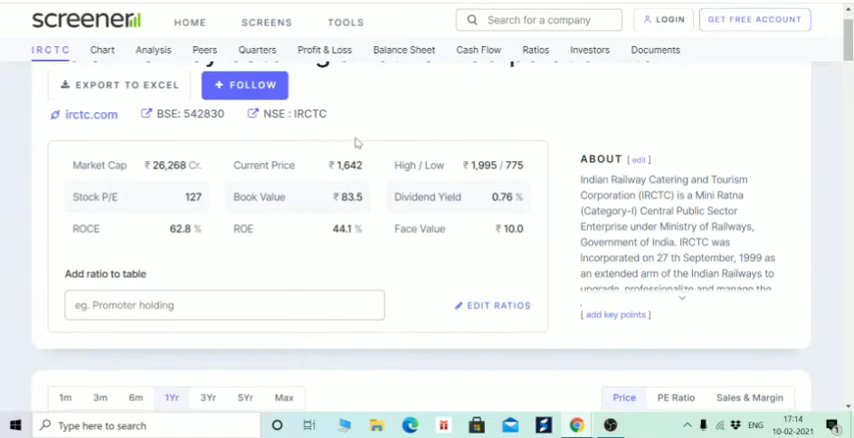 screener
HOME
SCREENS
TOOLS
Search for a company
LOGIN
GET FREE ACCOUNT
IRCTC
Chart
Analysis
Peers
Quarters
Profit & Loss
Balance Sheet
Cash Flow
Ratios
Investors
Documents
EXPORT TO EXCEL
+ FOLLOW
irctc.com
BSE: 542830
NSE : IRCTC
Market Cap ₹ 26,268 Cr.
Current Price ₹ 1,642
High / Low ₹ 1,995 / 775
Stock P/E 127
Book Value ₹ 83.5
Dividend Yield 0.76 %
ROCE 62.8 %
ROE 44.1 %
Face Value ₹ 10.0
Add ratio to table
eg. Promoter holding
EDIT RATIOS
ABOUT [ edit ]
Indian Railway Catering and Tourism
Corporation (IRCTC) is a Mini Ratna
(Category-I) Central Public Sector
Enterprise under Ministry of Railways,
Government of India. IRCTC was
incorporated on 27 th September, 1999 as
an extended arm of the Indian Railways to
upgrade, professionalize and manage the
[ add key points ]
1m
3m
6m
1Yr
3Yr
5Yr
Max
Price
PE Ratio
Sales & Margin
Type here to search
ENG
17:14
10-02-2021